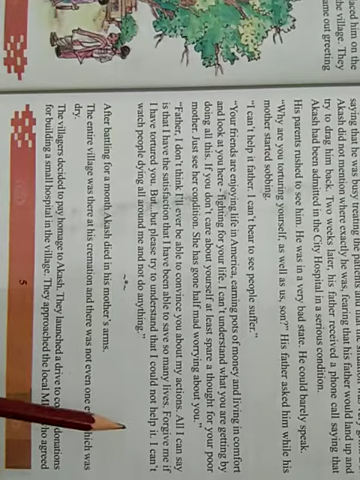 aced him on the
the village. They
ame out greeting
lying that he was busy treating the patients
Akash did not mention where exactly he was, fearing that his father would land up and
try to drag him back. Two weeks later, his father received a phone call saying that
Akash had been admitted in the City Hospital in a serious condition.
His parents rushed to see him. He was in a very bad state. He could barely speak.
"Why are you torturing yourself, as well as us, son?" His father asked him while his
mother started sobbing.
"I can't help it father. I can't bear to see people suffer."
"Your friends are enjoying life in America, earning pots of money and living in comfort
and look at you here - fighting for your life. I can't understand what you are getting by
doing all this. If you don't care about yourself at least spare a thought for your poor
mother. Just see her condition. She has gone half mad worrying about you."
"Father, I don't think I'll ever be able to convince you about my actions. All I can say
is that I have the satisfaction that I have been able to save so many lives. Forgive me if
I have tortured you. But...but please try to understand that I could not help it. I can't
watch people dying all around me and not do anything."
~*~
After battling for a month Akash died in his mother's arms.
The entire village was there at his cremation and there was not even one e which was
dry.
The villagers decided to pay homage to Akash. They launched a drive to co donations
for building a small hospital in the village. They approached the local M ho agreed
5